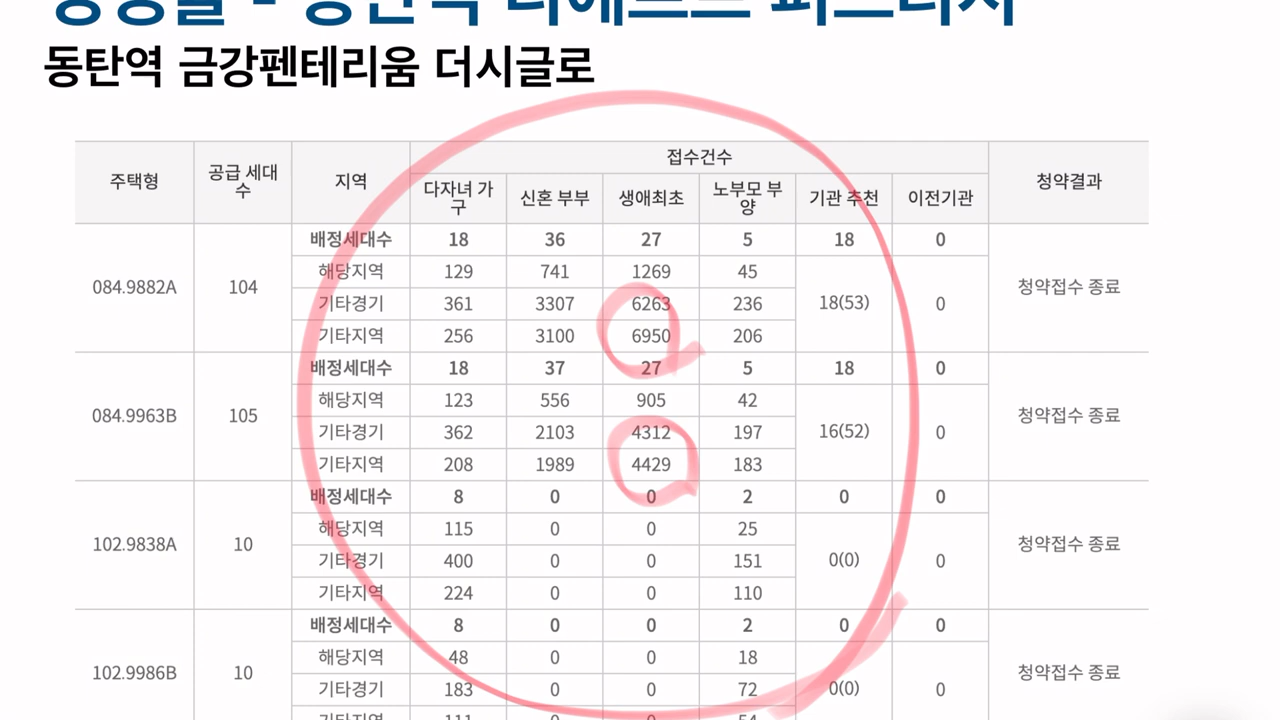 동탄역 금강펜테리움 더시글로
주택형 공급 세대수 지역 접수건수 청약결과
다자녀 가구 신혼 부부 생애최초 노부모 부양 기관 추천 이전기관
084.9882A 104 배정세대수 18 36 27 5 18 0 청약접수 종료
해당지역 129 741 1269 45 18(53) 0
기타경기 361 3307 6263 236
기타지역 256 3100 6950 206
084.9963B 105 배정세대수 18 37 27 5 18 0 청약접수 종료
해당지역 123 556 905 42 16(52) 0
기타경기 362 2103 4312 197
기타지역 208 1989 4429 183
102.9838A 10 배정세대수 8 0 0 2 0 0 청약접수 종료
해당지역 115 0 0 25 0(0) 0
기타경기 400 0 0 151
기타지역 224 0 0 110
102.9986B 10 배정세대수 8 0 0 2 0 0 청약접수 종료
해당지역 48 0 0 18 0(0) 0
기타경기 183 0 0 72